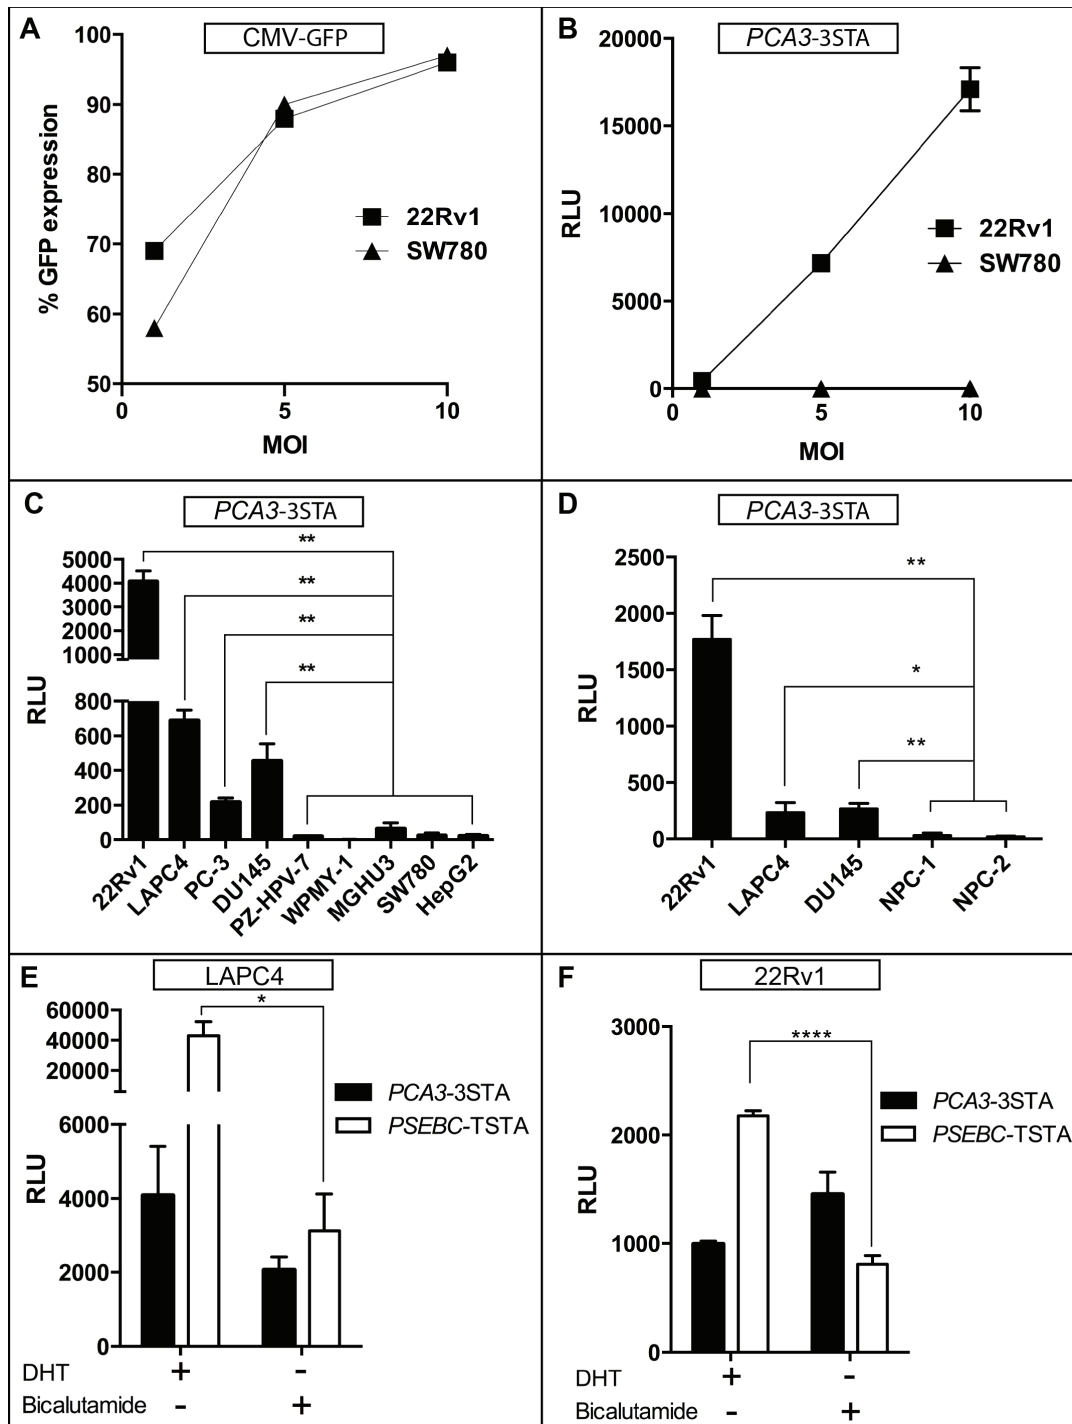 A
CMV-GFP
100
90
80
70
60
50
% GFP expression
22Rv1
SW780
0
5
10
MOI
B
PCA3-3STA
20000
15000
10000
5000
0
RLU
22Rv1
SW780
0
5
10
MOI
C
PCA3-3STA
**
**
**
**
5000
4000
3000
2000
1000
800
600
400
200
0
RLU
22Rv1
LAPC4
PC-3
DU145
PZ-HPV-7
WPMY-1
MGHU3
SW780
HepG2
D
PCA3-3STA
2500
2000
1500
1000
500
0
RLU
**
*
**
22Rv1
LAPC4
DU145
NPC-1
NPC-2
E
LAPC4
*
60000
40000
20000
6000
4000
2000
0
RLU
PCA3-3STA
PSEBC-TSTA
DHT + -
Bicalutamide - +
F
22Rv1
****
3000
2000
1000
0
RLU
PCA3-3STA
PSEBC-TSTA
DHT + -
Bicalutamide - +